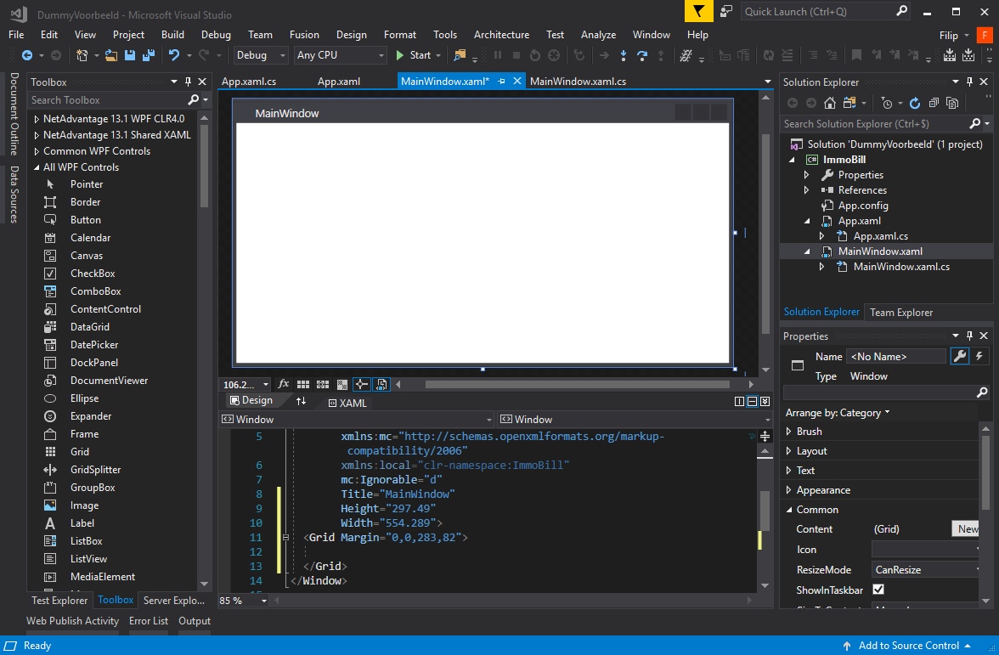 DummyVoorbeeld - Microsoft Visual Studio
Quick Launch (Ctrl+Q)
File Edit View Project Build Debug Team Fusion Design Format Tools Architecture Test Analyze Window Help
Filip F
Debug Any CPU Start
Document Outline
Data Sources
Toolbox
Search Toolbox
NetAdvantage 13.1 WPF CLR4.0
NetAdvantage 13.1 Shared XAML
Common WPF Controls
All WPF Controls
Pointer
Border
Button
Calendar
Canvas
CheckBox
ComboBox
ContentControl
DataGrid
DatePicker
DockPanel
DocumentViewer
Ellipse
Expander
Frame
Grid
GridSplitter
GroupBox
Image
Label
ListBox
ListView
MediaElement
Test Explorer Toolbox Server Explo...
App.xaml.cs App.xaml MainWindow.xaml* MainWindow.xaml.cs
MainWindow
106.2... fx
Design XAML
Window Window
5 xmlns:mc="http://schemas.openxmlformats.org/markup-
compatibility/2006"
6 xmlns:local="clr-namespace:ImmoBill"
7 mc:Ignorable="d"
8 Title="MainWindow"
9 Height="297.49"
10 Width="554.289">
11 <Grid Margin="0,0,283,82">
12
13 </Grid>
14 </Window>
85 %
Solution Explorer
Search Solution Explorer (Ctrl+$)
Solution 'DummyVoorbeeld' (1 project)
C# ImmoBill
Properties
References
App.config
App.xaml
App.xaml.cs
MainWindow.xaml
MainWindow.xaml.cs
Solution Explorer Team Explorer
Properties
Name <No Name>
Type Window
Arrange by: Category
Brush
Layout
Text
Appearance
Common
Content (Grid) New
Icon
ResizeMode CanResize
ShowInTaskbar
Web Publish Activity Error List Output
Ready
Add to Source Control